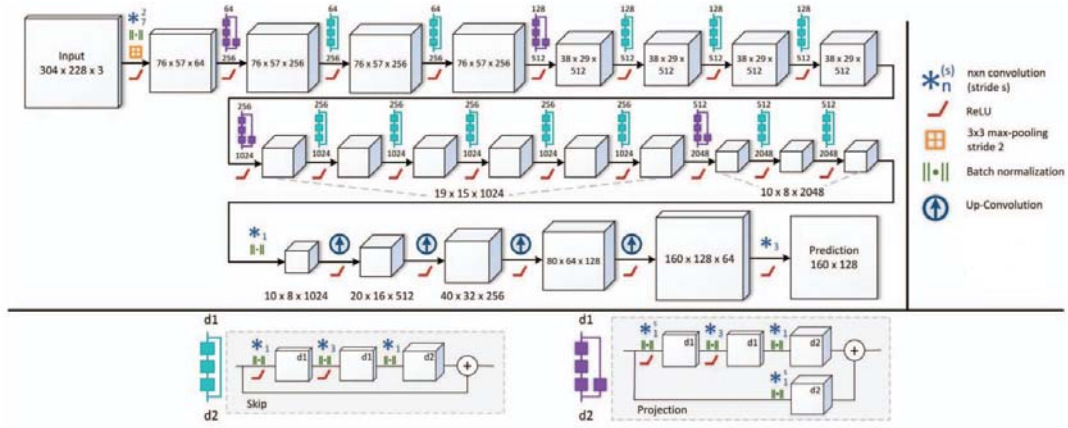 Input
304 x 228 x 3
2
7
76 x 57 x 64
64
256
76 x 57 x 256
64
256
76 x 57 x 256
64
256
76 x 57 x 256
128
512
38 x 29 x
512
128
512
38 x 29 x
512
128
512
38 x 29 x
512
128
512
38 x 29 x
512
256
1024
256
1024
256
1024
256
1024
256
1024
256
1024
512
2048
512
2048
512
2048
19 x 15 x 1024
10 x 8 x 2048
1
10 x 8 x 1024
20 x 16 x 512
40 x 32 x 256
80 x 64 x 128
160 x 128 x 64
3
Prediction
160 x 128
(s)
n
nxn convolution
(stride s)
ReLU
3x3 max-pooling
stride 2
Batch normalization
Up-Convolution
d1
d2
1
d1
3
d1
1
d2
+
Skip
d1
d2
s
1
d1
3
d1
1
d2
+
s
1
d2
Projection